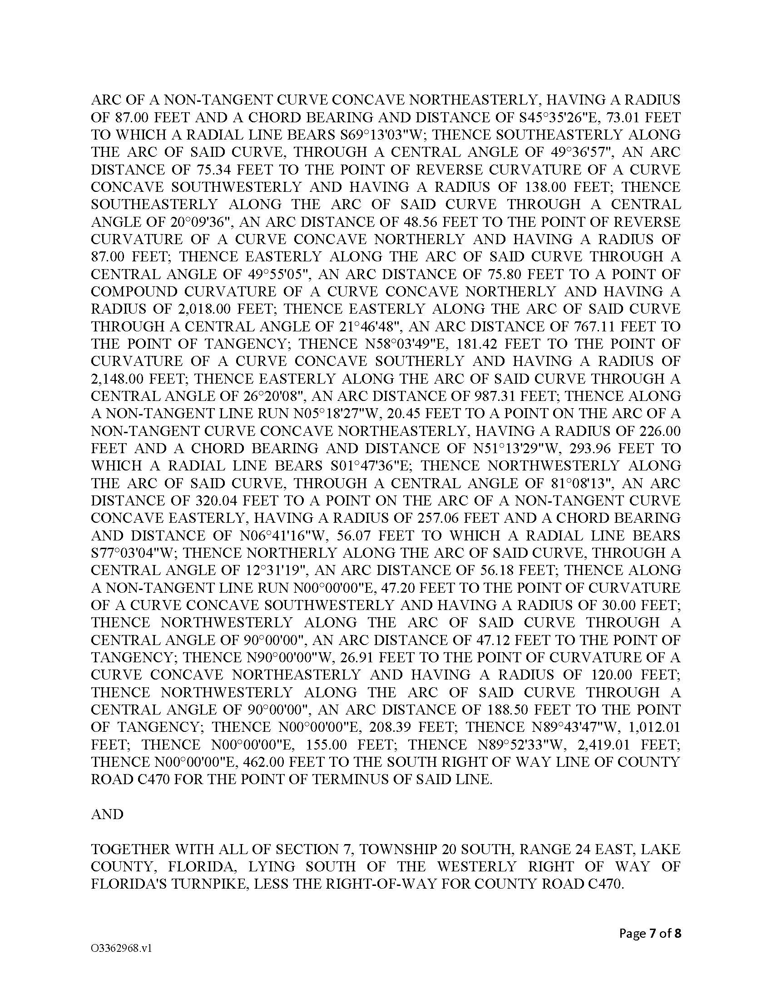 ARC OF A NON-TANGENT CURVE CONCAVE NORTHEASTERLY, HAVING A RADIUS
OF 87.00 FEET AND A CHORD BEARING AND DISTANCE OF S45°35'26"E, 73.01 FEET
TO WHICH A RADIAL LINE BEARS S69°13'03"W; THENCE SOUTHEASTERLY ALONG
THE ARC OF SAID CURVE, THROUGH A CENTRAL ANGLE OF 49°36'57", AN ARC
DISTANCE OF 75.34 FEET TO THE POINT OF REVERSE CURVATURE OF A CURVE
CONCAVE SOUTHWESTERLY AND HAVING A RADIUS OF 138.00 FEET; THENCE
SOUTHEASTERLY ALONG THE ARC OF SAID CURVE THROUGH A CENTRAL
ANGLE OF 20°09'36", AN ARC DISTANCE OF 48.56 FEET TO THE POINT OF REVERSE
CURVATURE OF A CURVE CONCAVE NORTHERLY AND HAVING A RADIUS OF
87.00 FEET; THENCE EASTERLY ALONG THE ARC OF SAID CURVE THROUGH A
CENTRAL ANGLE OF 49°55'05", AN ARC DISTANCE OF 75.80 FEET TO A POINT OF
COMPOUND CURVATURE OF A CURVE CONCAVE NORTHERLY AND HAVING A
RADIUS OF 2,018.00 FEET; THENCE EASTERLY ALONG THE ARC OF SAID CURVE
THROUGH A CENTRAL ANGLE OF 21°46'48", AN ARC DISTANCE OF 767.11 FEET TO
THE POINT OF TANGENCY; THENCE N58°03'49"E, 181.42 FEET TO THE POINT OF
CURVATURE OF A CURVE CONCAVE SOUTHERLY AND HAVING A RADIUS OF
2,148.00 FEET; THENCE EASTERLY ALONG THE ARC OF SAID CURVE THROUGH A
CENTRAL ANGLE OF 26°20'08", AN ARC DISTANCE OF 987.31 FEET; THENCE ALONG
A NON-TANGENT LINE RUN N05°18'27"W, 20.45 FEET TO A POINT ON THE ARC OF A
NON-TANGENT CURVE CONCAVE NORTHEASTERLY, HAVING A RADIUS OF 226.00
FEET AND A CHORD BEARING AND DISTANCE OF N51°13'29"W, 293.96 FEET TO
WHICH A RADIAL LINE BEARS S01°47'36"E; THENCE NORTHWESTERLY ALONG
THE ARC OF SAID CURVE, THROUGH A CENTRAL ANGLE OF 81°08'13", AN ARC
DISTANCE OF 320.04 FEET TO A POINT ON THE ARC OF A NON-TANGENT CURVE
CONCAVE EASTERLY, HAVING A RADIUS OF 257.06 FEET AND A CHORD BEARING
AND DISTANCE OF N06°41'16"W, 56.07 FEET TO WHICH A RADIAL LINE BEARS
S77°03'04"W; THENCE NORTHERLY ALONG THE ARC OF SAID CURVE, THROUGH A
CENTRAL ANGLE OF 12°31'19", AN ARC DISTANCE OF 56.18 FEET; THENCE ALONG
A NON-TANGENT LINE RUN N00°00'00"E, 47.20 FEET TO THE POINT OF CURVATURE
OF A CURVE CONCAVE SOUTHWESTERLY AND HAVING A RADIUS OF 30.00 FEET;
THENCE NORTHWESTERLY ALONG THE ARC OF SAID CURVE THROUGH A
CENTRAL ANGLE OF 90°00'00", AN ARC DISTANCE OF 47.12 FEET TO THE POINT OF
TANGENCY; THENCE N90°00'00"W, 26.91 FEET TO THE POINT OF CURVATURE OF A
CURVE CONCAVE NORTHEASTERLY AND HAVING A RADIUS OF 120.00 FEET;
THENCE NORTHWESTERLY ALONG THE ARC OF SAID CURVE THROUGH A
CENTRAL ANGLE OF 90°00'00", AN ARC DISTANCE OF 188.50 FEET TO THE POINT
OF TANGENCY; THENCE N00°00'00"E, 208.39 FEET; THENCE N89°43'47"W, 1,012.01
FEET; THENCE N00°00'00"E, 155.00 FEET; THENCE N89°52'33"W, 2,419.01 FEET;
THENCE N00°00'00"E, 462.00 FEET TO THE SOUTH RIGHT OF WAY LINE OF COUNTY
ROAD C470 FOR THE POINT OF TERMINUS OF SAID LINE.
AND
TOGETHER WITH ALL OF SECTION 7, TOWNSHIP 20 SOUTH, RANGE 24 EAST, LAKE
COUNTY, FLORIDA, LYING SOUTH OF THE WESTERLY RIGHT OF WAY OF
FLORIDA'S TURNPIKE, LESS THE RIGHT-OF-WAY FOR COUNTY ROAD C470.
Page 7 of 8
O3362968.v1